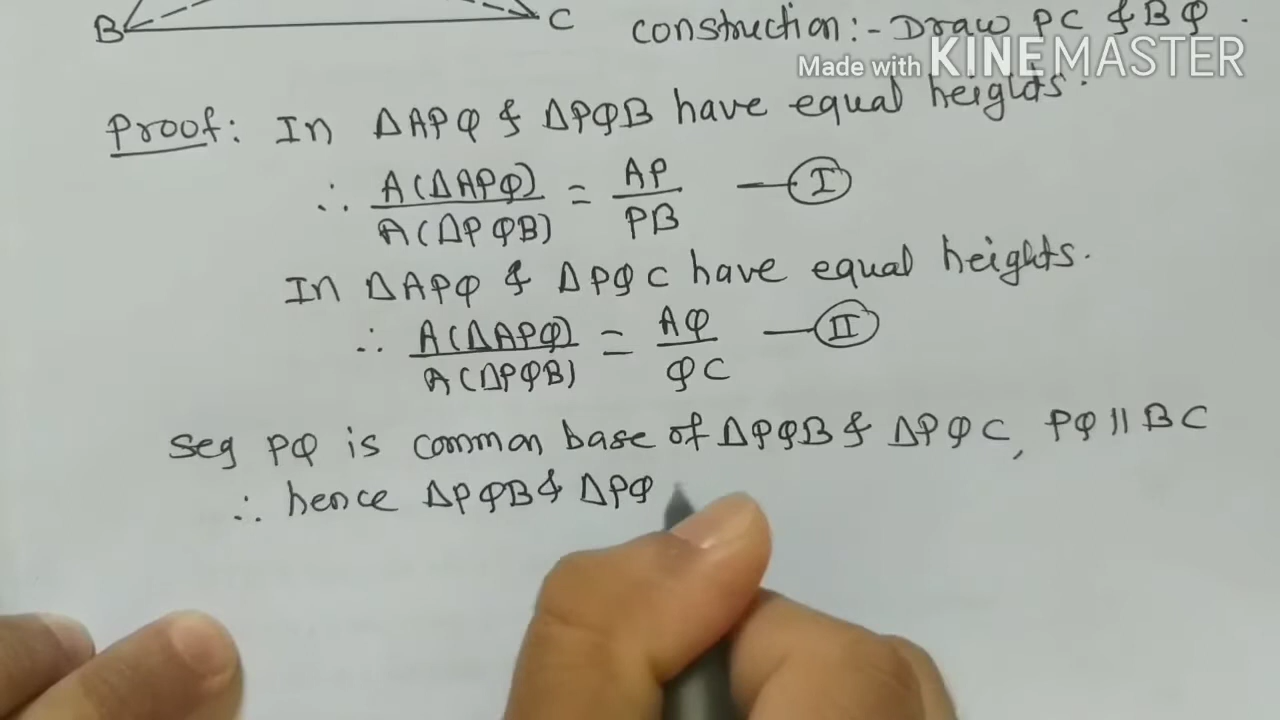 B C construction:- Draw PC & BQ.
Made with KINEMASTER
Proof: In ΔAPQ & ΔPQB have equal heights.
∴ A(ΔAPQ) / A(ΔPQB) = AP / PB —(I)
In ΔAPQ & ΔPQC have equal heights.
∴ A(ΔAPQ) / A(ΔPQB) = AQ / QC —(II)
Seg PQ is common base of ΔPQB & ΔPQC, PQ || BC
∴ hence ΔPQB & ΔPQ